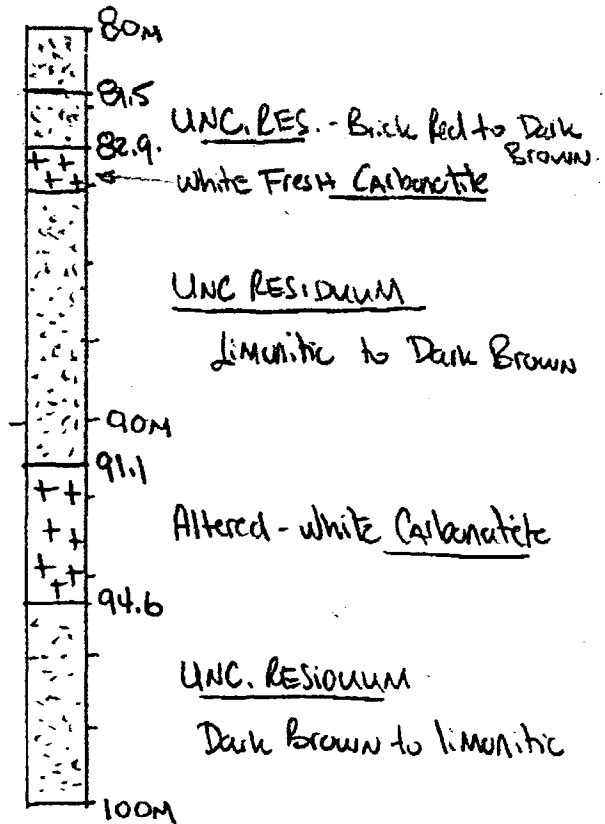 80M
81.5
UNC. RES. - Brick Red to Dark
Brown
82.9.
White Fresh Carbonatite
UNC RESIDUUM
Limonitic to Dark Brown
90M
91.1
Altered - White Carbonatite
94.6
UNC. RESIDUUM
Dark Brown to limonitic
100M